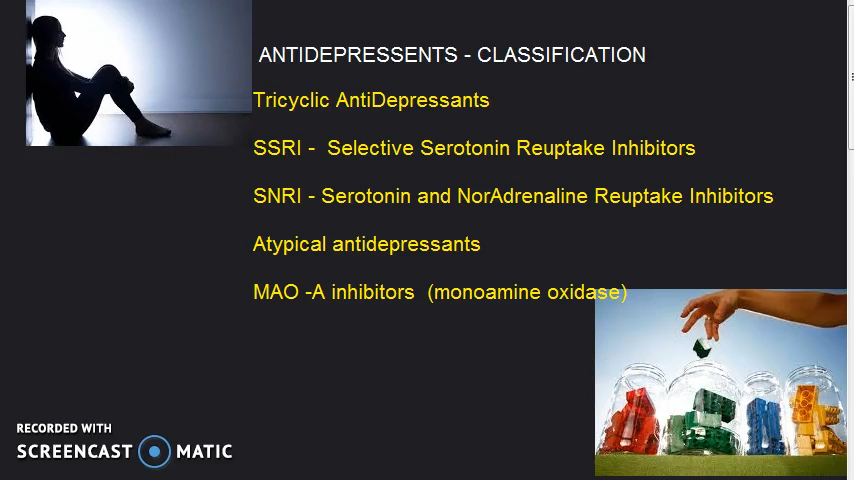 ANTIDEPRESSENTS - CLASSIFICATION
Tricyclic AntiDepressants
SSRI - Selective Serotonin Reuptake Inhibitors
SNRI - Serotonin and NorAdrenaline Reuptake Inhibitors
Atypical antidepressants
MAO -A inhibitors (monoamine oxidase)
RECORDED WITH
SCREENCAST MATIC